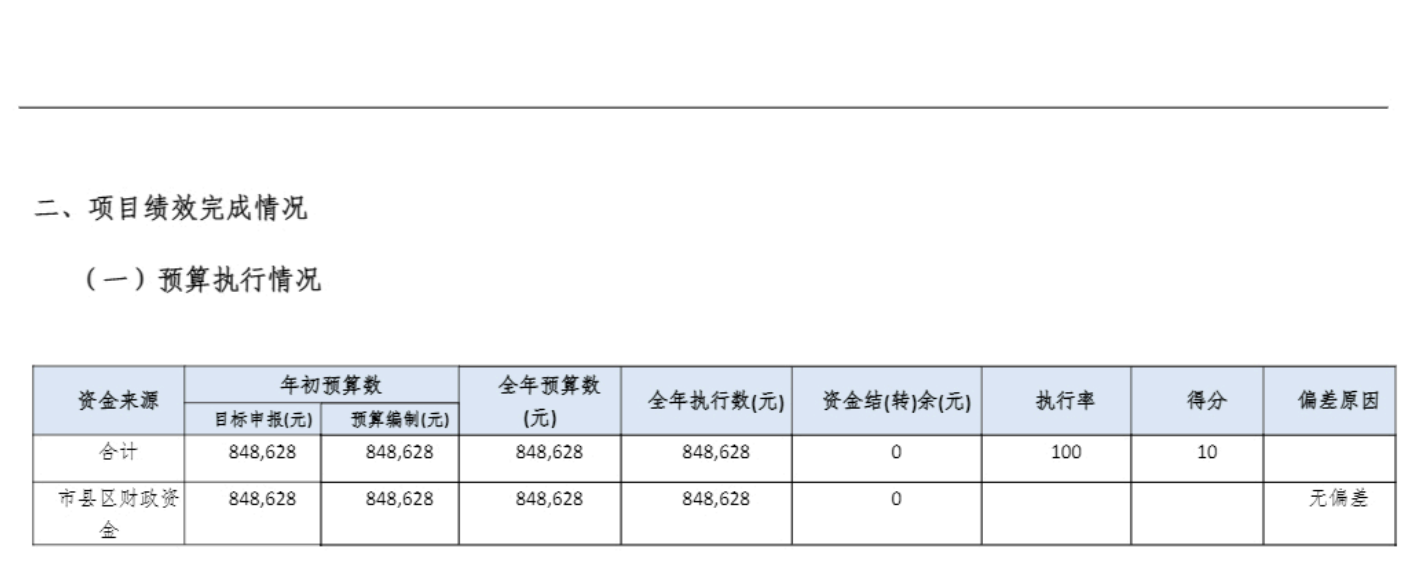 二、项目绩效完成情况
（一）预算执行情况
资金来源 年初预算数 全年预算数(元) 全年执行数(元) 资金结(转)余(元) 执行率 得分 偏差原因
目标申报(元) 预算编制(元)
合计 848,628 848,628 848,628 848,628 0 100 10
市县区财政资金 848,628 848,628 848,628 848,628 0 无偏差